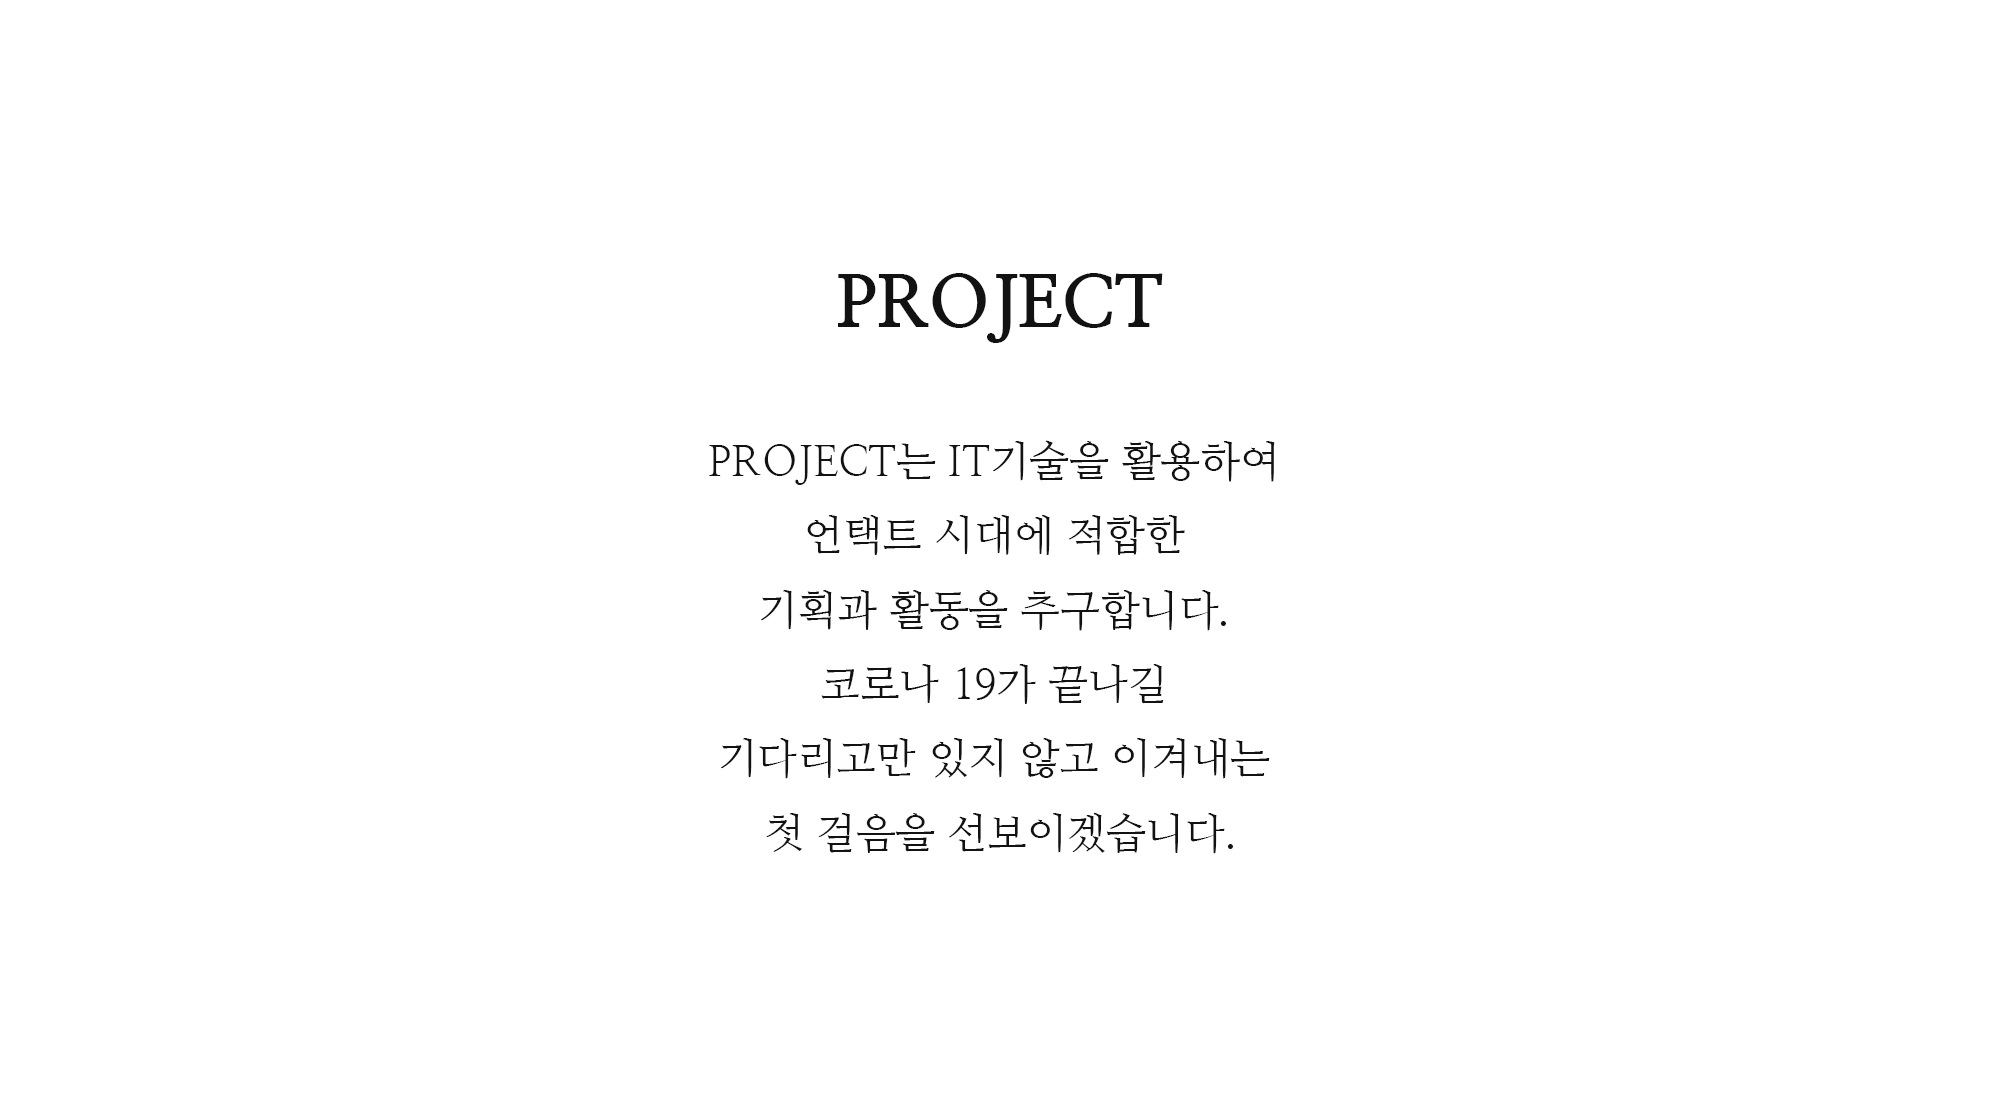 PROJECT
PROJECT는 IT기술을 활용하여
언택트 시대에 적합한
기획과 활동을 추구합니다.
코로나 19가 끝나길
기다리고만 있지 않고 이겨내는
첫 걸음을 선보이겠습니다.